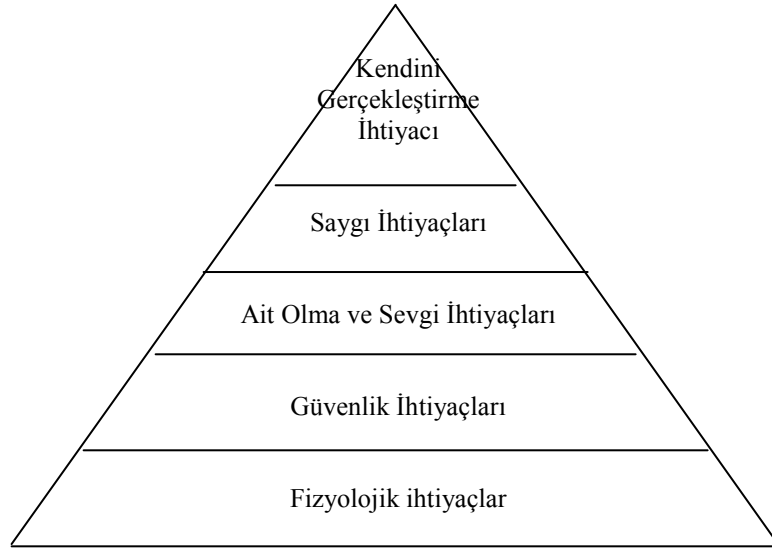 Kendini
Gerçekleştirme
İhtiyacı
Saygı İhtiyaçları
Ait Olma ve Sevgi İhtiyaçları
Güvenlik İhtiyaçları
Fizyolojik ihtiyaçlar